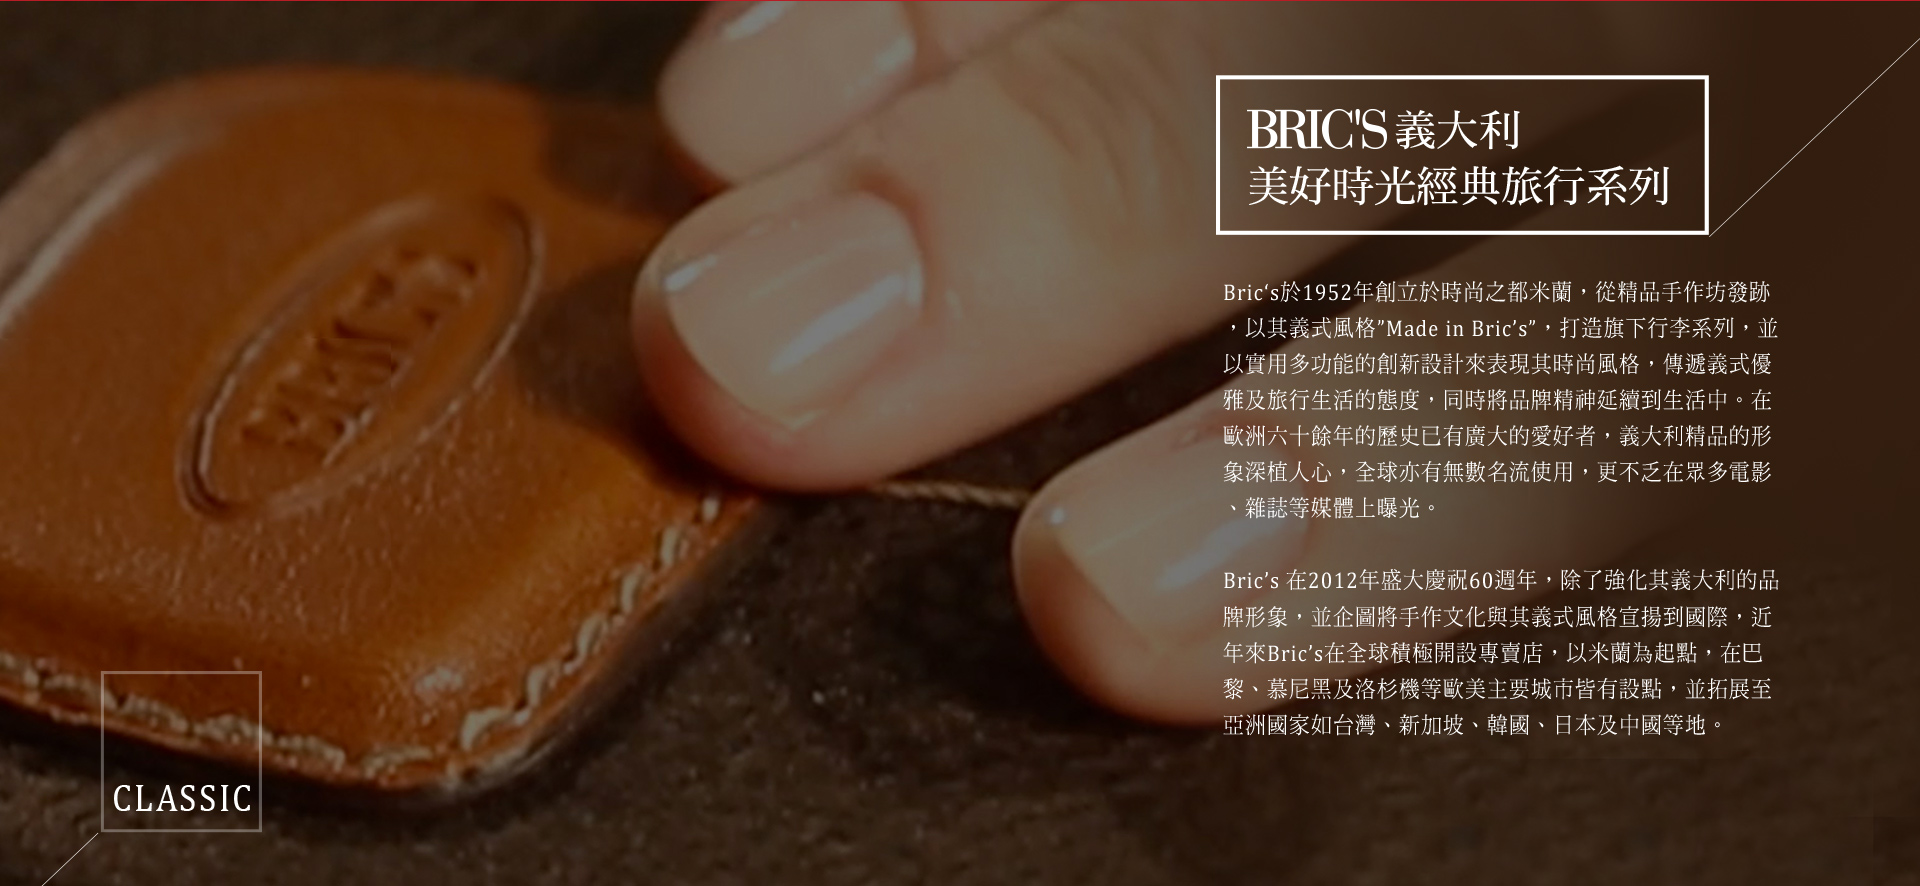 BRIC'S 義大利
美好時光經典旅行系列
Bric‘s於1952年創立於時尚之都米蘭，從精品手作坊發跡
，以其義式風格”Made in Bric’s”，打造旗下行李系列，並
以實用多功能的創新設計來表現其時尚風格，傳遞義式優
雅及旅行生活的態度，同時將品牌精神延續到生活中。在
歐洲六十餘年的歷史已有廣大的愛好者，義大利精品的形
象深植人心，全球亦有無數名流使用，更不乏在眾多電影
、雜誌等媒體上曝光。
Bric’s 在2012年盛大慶祝60週年，除了強化其義大利的品
牌形象，並企圖將手作文化與其義式風格宣揚到國際，近
年來Bric’s在全球積極開設專賣店，以米蘭為起點，在巴
黎、慕尼黑及洛杉機等歐美主要城市皆有設點，並拓展至
亞洲國家如台灣、新加坡、韓國、日本及中國等地。
BRIC'S
CLASSIC